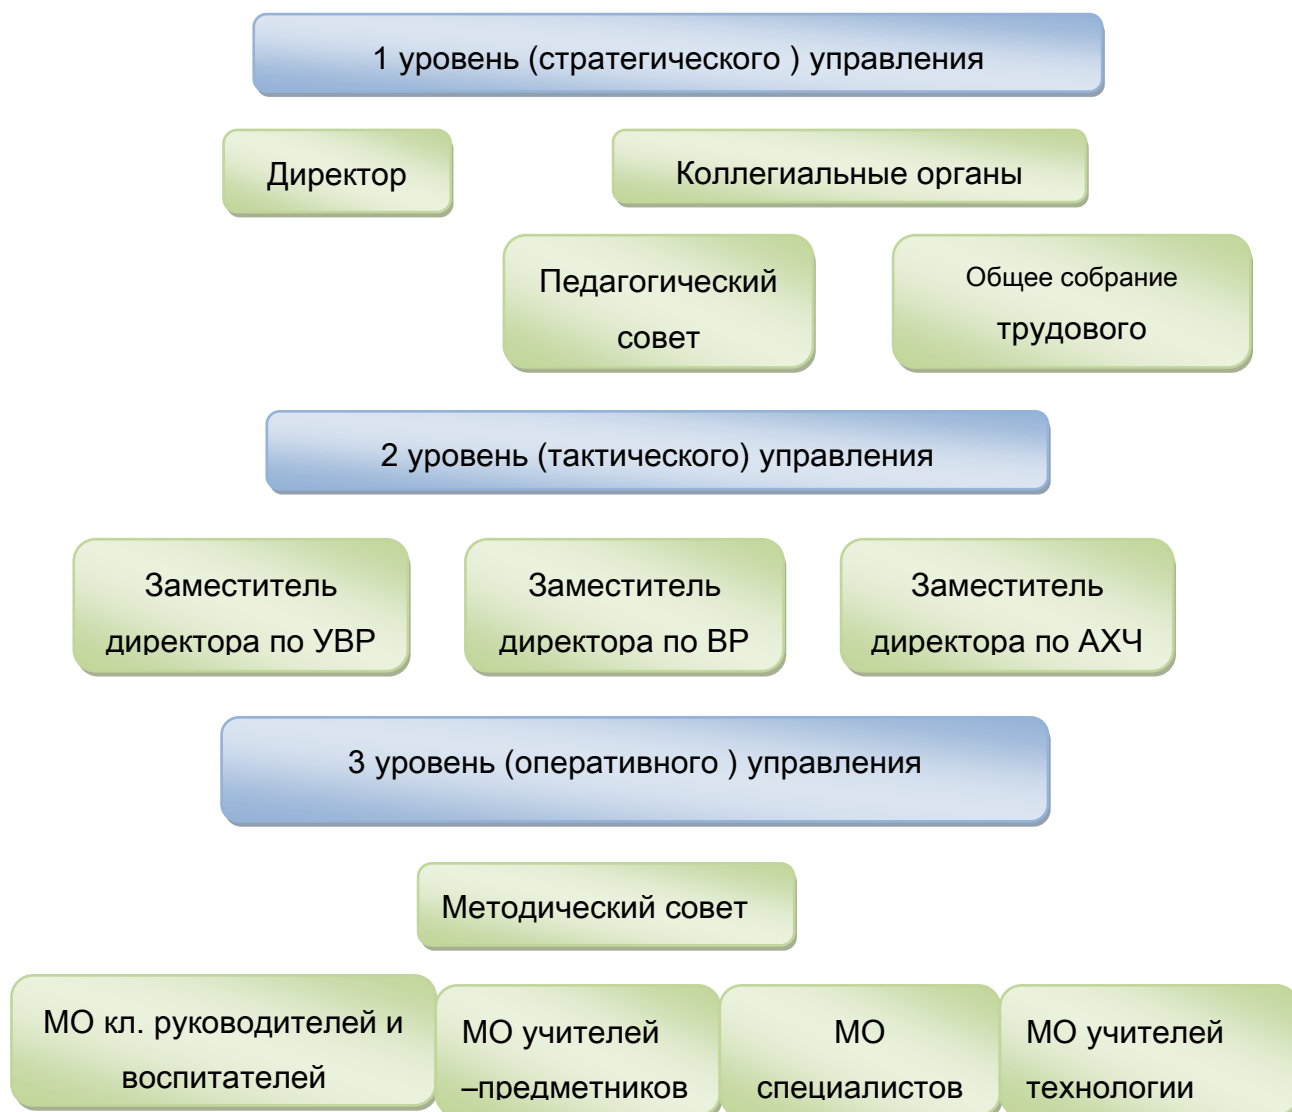 1 уровень (стратегического ) управления
Директор
Коллегиальные органы
Педагогический
совет
Общее собрание
трудового
2 уровень (тактического) управления
Заместитель
директора по УВР
Заместитель
директора по ВР
Заместитель
директора по АХЧ
3 уровень (оперативного ) управления
Методический совет
МО кл. руководителей и
воспитателей
МО учителей
–предметников
МО
специалистов
МО учителей
технологии